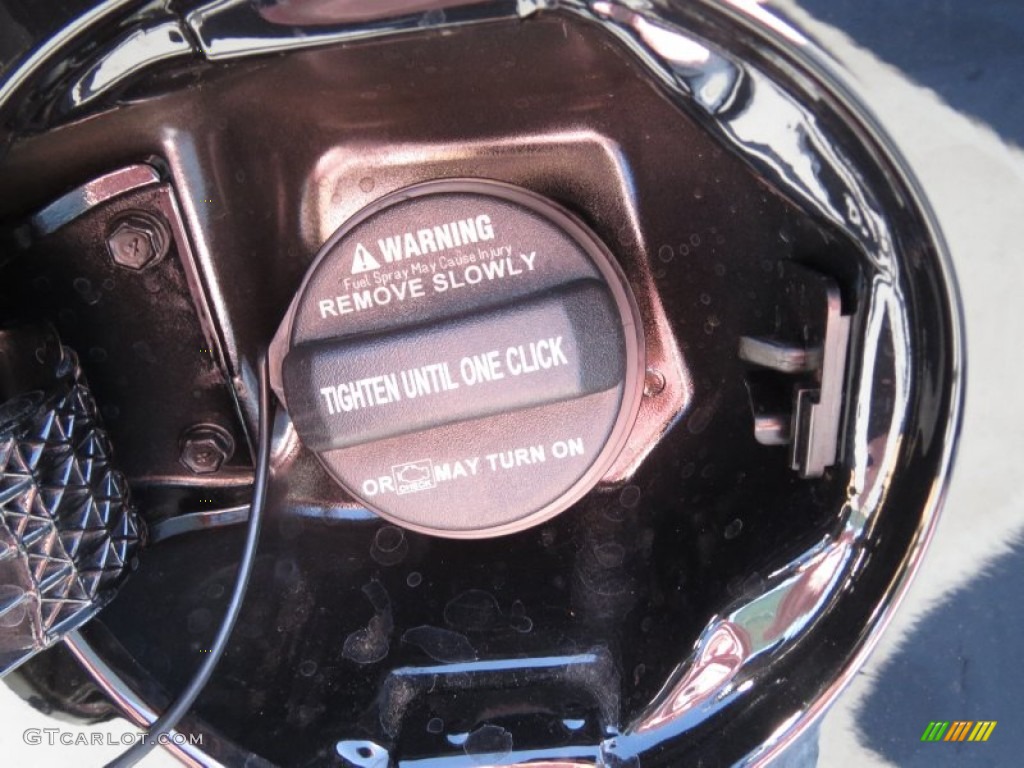 WARNING
Fuel Spray May Cause Injury
REMOVE SLOWLY
TIGHTEN UNTIL ONE CLICK
OR CHECK MAY TURN ON
GTCARLOT.COM